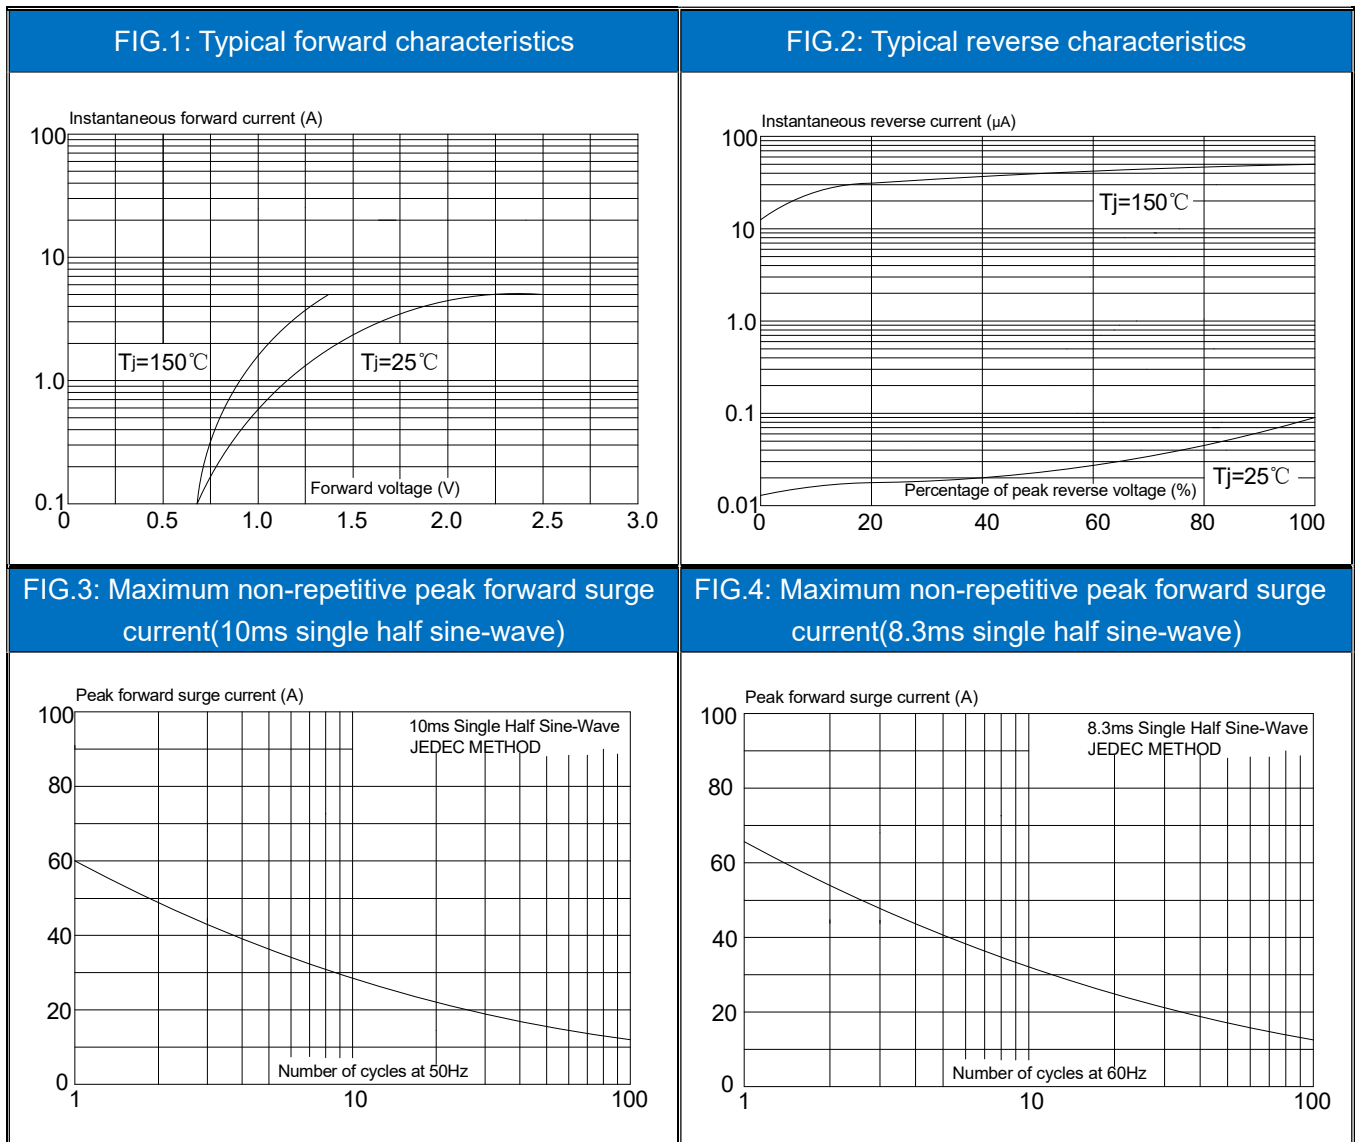 FIG.1: Typical forward characteristics
Instantaneous forward current (A)
100
10
Tj=150℃
Tj=25℃
1.0
Forward voltage (V)
0.1
0 0.5 1.0 1.5 2.0 2.5 3.0
FIG.2: Typical reverse characteristics
Instantaneous reverse current (μA)
100
Tj=150℃
10
1.0
0.1
Tj=25℃
Percentage of peak reverse voltage (%)
0.01
0 20 40 60 80 100
FIG.3: Maximum non-repetitive peak forward surge
current(10ms single half sine-wave)
Peak forward surge current (A)
100
10ms Single Half Sine-Wave
JEDEC METHOD
80
60
40
20
Number of cycles at 50Hz
0
1 10 100
FIG.4: Maximum non-repetitive peak forward surge
current(8.3ms single half sine-wave)
Peak forward surge current (A)
100
8.3ms Single Half Sine-Wave
JEDEC METHOD
80
60
40
20
Number of cycles at 60Hz
0
1 10 100